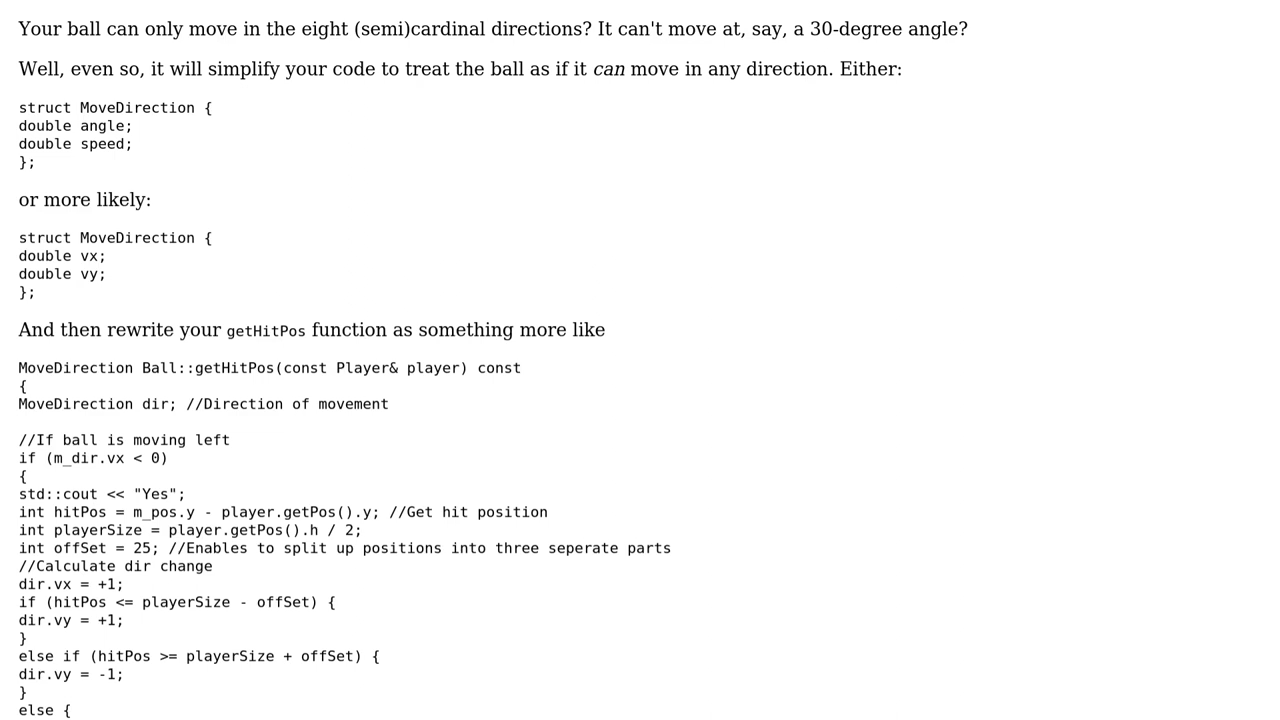 Your ball can only move in the eight (semi)cardinal directions? It can't move at, say, a 30-degree angle?
Well, even so, it will simplify your code to treat the ball as if it can move in any direction. Either:
struct MoveDirection {
double angle;
double speed;
};
or more likely:
struct MoveDirection {
double vx;
double vy;
};
And then rewrite your getHitPos function as something more like
MoveDirection Ball::getHitPos(const Player& player) const
{
MoveDirection dir; //Direction of movement
//If ball is moving left
if (m_dir.vx < 0)
{
std::cout << "Yes";
int hitPos = m_pos.y - player.getPos().y; //Get hit position
int playerSize = player.getPos().h / 2;
int offSet = 25; //Enables to split up positions into three seperate parts
//Calculate dir change
dir.vx = +1;
if (hitPos <= playerSize - offSet) {
dir.vy = +1;
}
else if (hitPos >= playerSize + offSet) {
dir.vy = -1;
}
else {